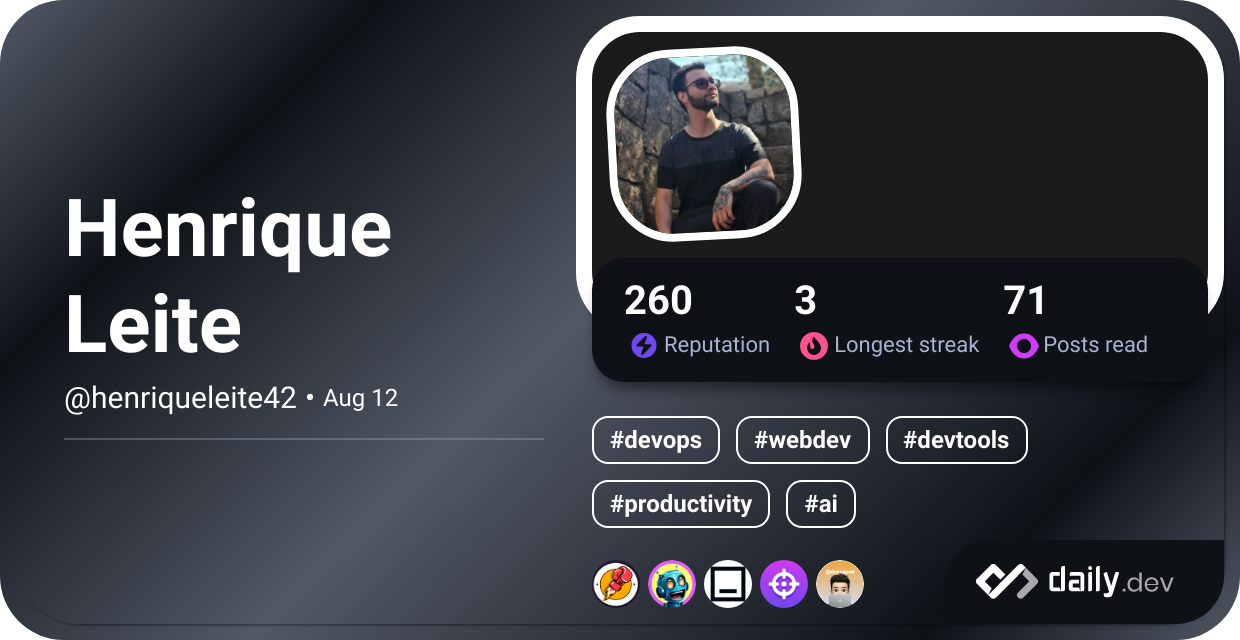 Henrique
Leite
@henriqueleite42 • Aug 12
260 3 71
Reputation Longest streak Posts read
#devops #webdev #devtools
#productivity #ai
daily.dev